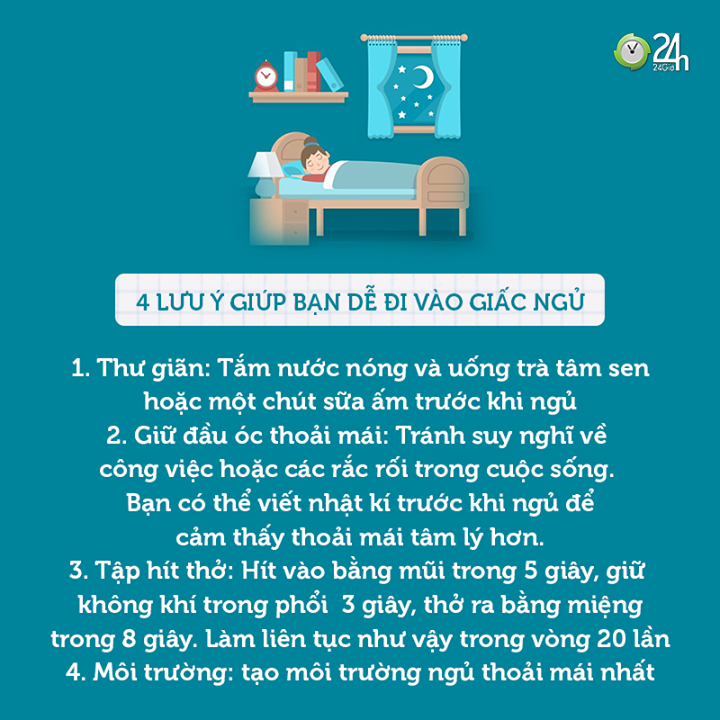 24h
24Giờ
4 LƯU Ý GIÚP BẠN DỄ ĐI VÀO GIẤC NGỦ
1. Thư giãn: Tắm nước nóng và uống trà tâm sen
hoặc một chút sữa ấm trước khi ngủ
2. Giữ đầu óc thoải mái: Tránh suy nghĩ về
công việc hoặc các rắc rối trong cuộc sống.
Bạn có thể viết nhật kí trước khi ngủ để
cảm thấy thoải mái tâm lý hơn.
3. Tập hít thở: Hít vào bằng mũi trong 5 giây, giữ
không khí trong phổi 3 giây, thở ra bằng miệng
trong 8 giây. Làm liên tục như vậy trong vòng 20 lần
4. Môi trường: tạo môi trường ngủ thoải mái nhất